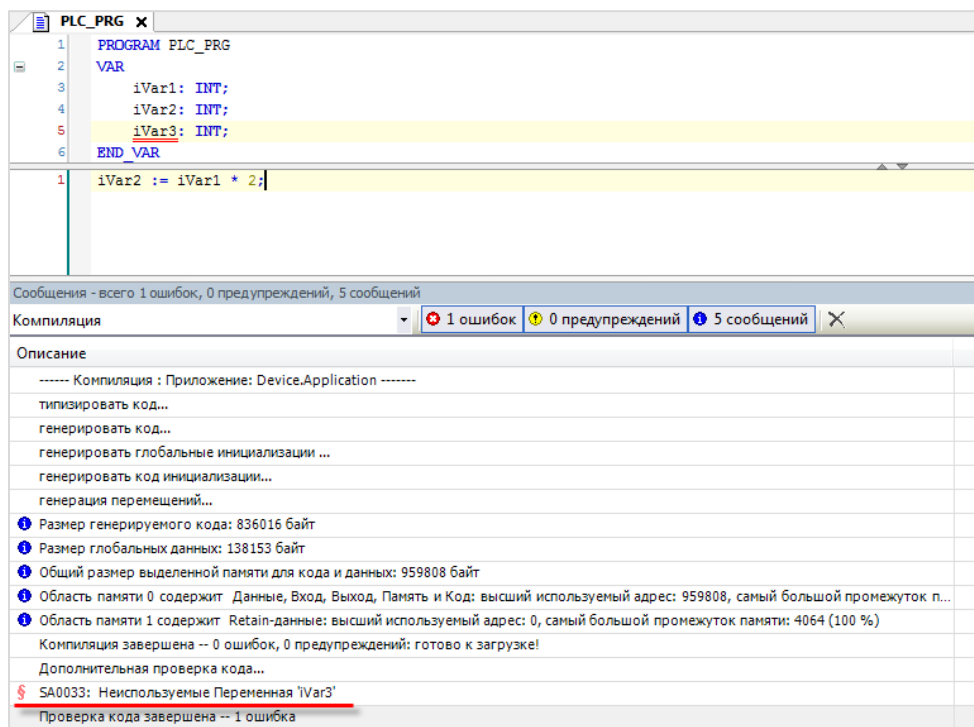 PLC_PRG X
1 PROGRAM PLC_PRG
2 VAR
3 iVar1: INT;
4 iVar2: INT;
5 iVar3: INT;
6 END_VAR
1 iVar2 := iVar1 * 2;
Сообщения - всего 1 ошибок, 0 предупреждений, 5 сообщений
Компиляция 1 ошибок 0 предупреждений 5 сообщений
Описание
------ Компиляция : Приложение: Device.Application -------
типизировать код...
генерировать код...
генерировать глобальные инициализации ...
генерировать код инициализации...
генерация перемещений...
Размер генерируемого кода: 836016 байт
Размер глобальных данных: 138153 байт
Общий размер выделенной памяти для кода и данных: 959808 байт
Область памяти 0 содержит Данные, Вход, Выход, Память и Код: высший используемый адрес: 959808, самый большой промежуток п...
Область памяти 1 содержит Retain-данные: высший используемый адрес: 0, самый большой промежуток памяти: 4064 (100 %)
Компиляция завершена -- 0 ошибок, 0 предупреждений: готово к загрузке!
Дополнительная проверка кода...
§ SA0033: Неиспользуемые Переменная 'iVar3'
Проверка кода завершена -- 1 ошибка